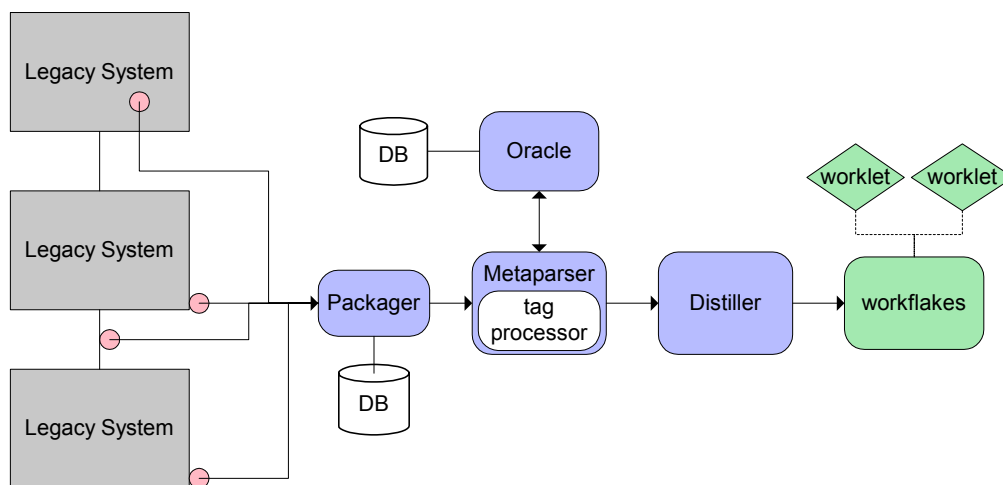 Legacy System
Legacy System
Legacy System
DB
Oracle
Packager
DB
Metaparser
tag
processor
Distiller
worklet
worklet
workflakes